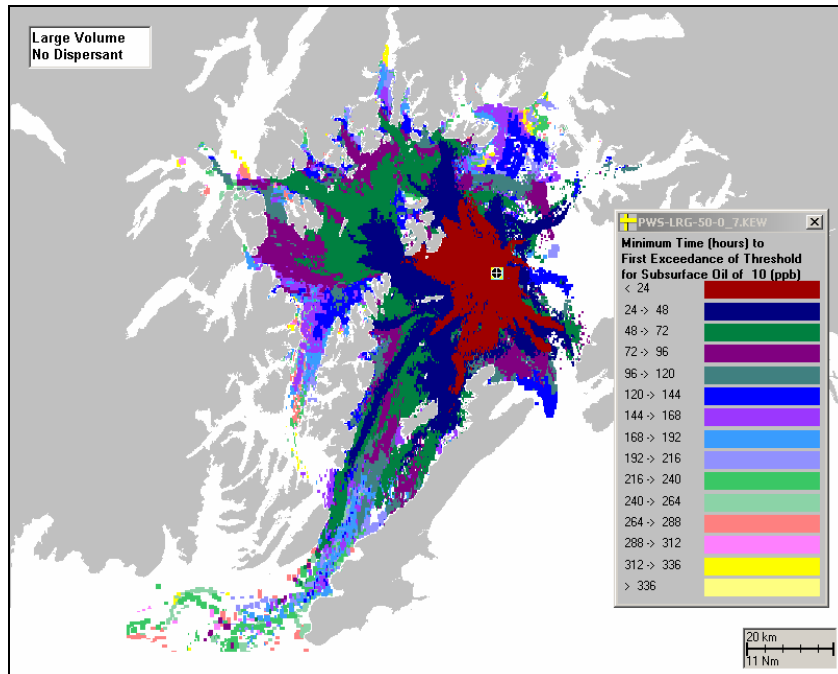 Large Volume
No Dispersant
PWS-LRG-50-0_7.KEW
Minimum Time (hours) to
First Exceedance of Threshold
for Subsurface Oil of 10 (ppb)
< 24
24 -> 48
48 -> 72
72 -> 96
96 -> 120
120 -> 144
144 -> 168
168 -> 192
192 -> 216
216 -> 240
240 -> 264
264 -> 288
288 -> 312
312 -> 336
> 336
20 km
11 Nm